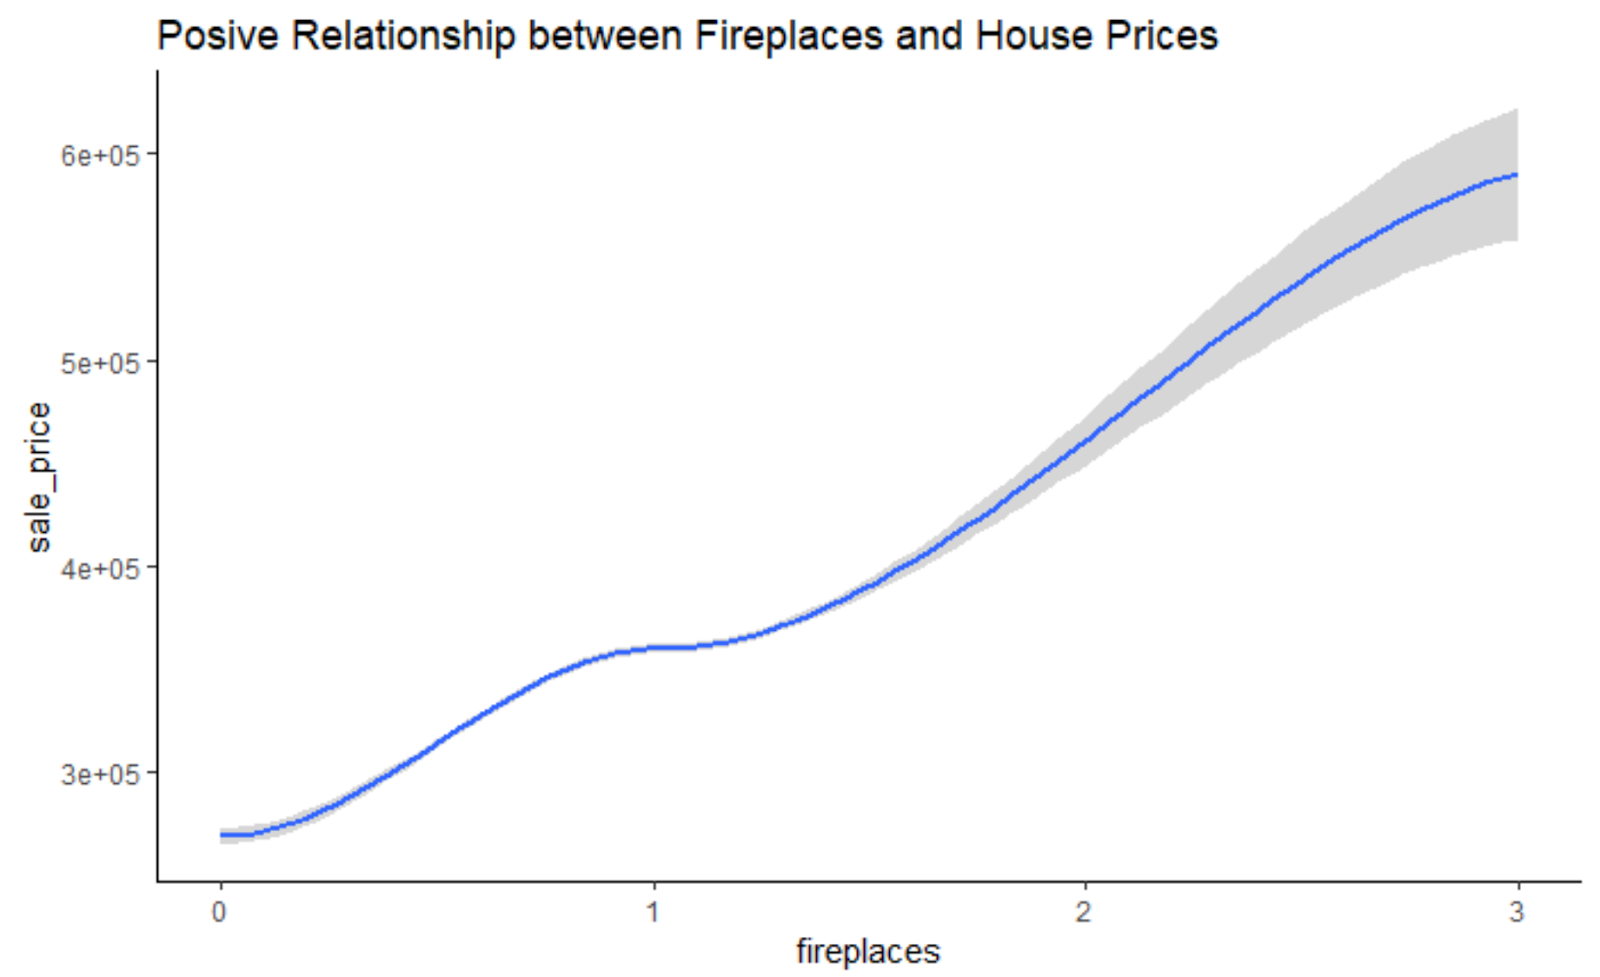 Posive Relationship between Fireplaces and House Prices
6e+05
5e+05
4e+05
3e+05
sale_price
0 1 2 3
fireplaces